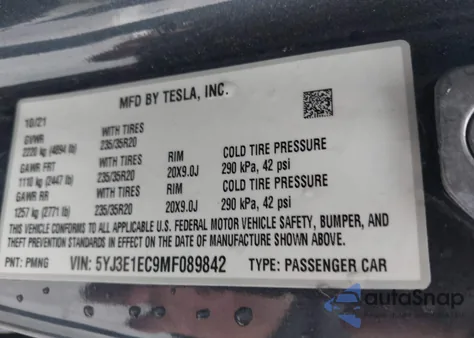 MFD BY TESLA, INC.
10/21
GVWR WITH TIRES
2220 kg (4894 lb) 235/35R20 RIM COLD TIRE PRESSURE
GAWR FRT WITH TIRES 20X9.0J 290 kPa, 42 psi
1110 kg (2447 lb) 235/35R20 RIM COLD TIRE PRESSURE
GAWR RR WITH TIRES 20X9.0J 290 kPa, 42 psi
1257 kg (2771 lb) 235/35R20
THIS VEHICLE CONFORMS TO ALL APPLICABLE U.S. FEDERAL MOTOR VEHICLE SAFETY, BUMPER, AND
THEFT PREVENTION STANDARDS IN EFFECT ON THE DATE OF MANUFACTURE SHOWN ABOVE.
PNT: PMNG VIN: 5YJ3E1EC9MF089842 TYPE: PASSENGER CAR
autoSnap